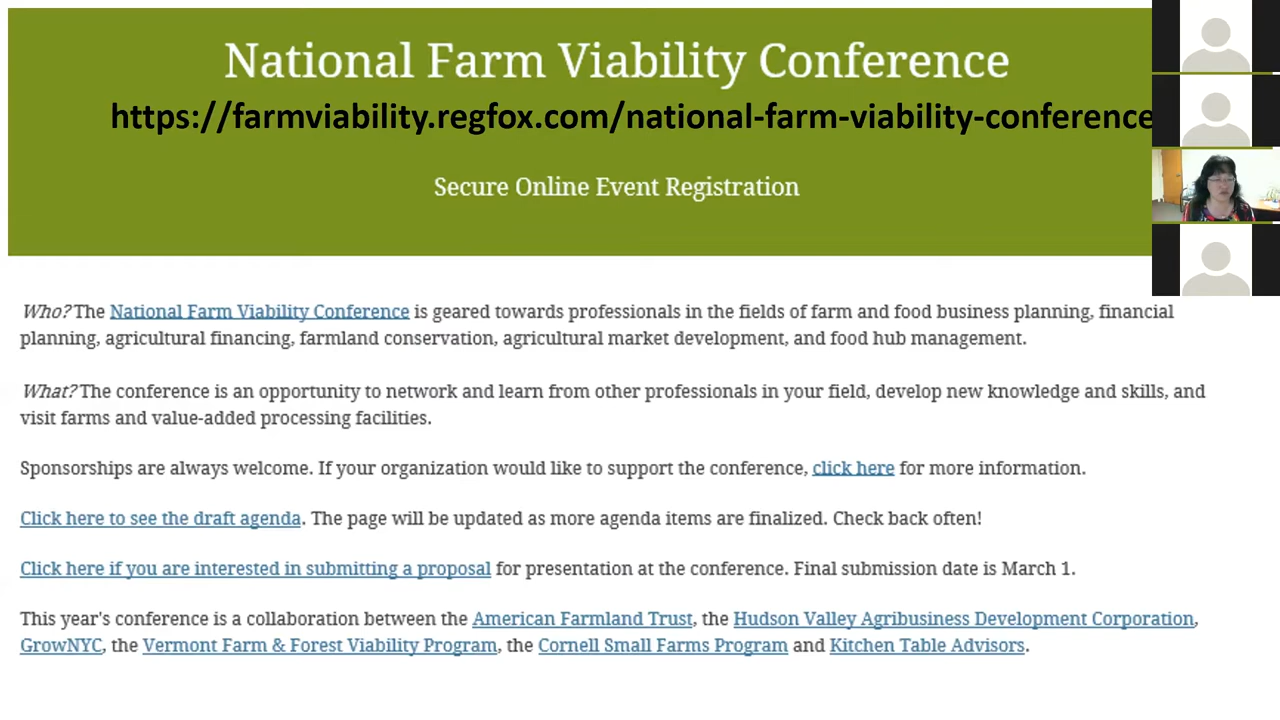 National Farm Viability Conference
https://farmviability.regfox.com/national-farm-viability-conference
Secure Online Event Registration
Who? The National Farm Viability Conference is geared towards professionals in the fields of farm and food business planning, financial
planning, agricultural financing, farmland conservation, agricultural market development, and food hub management.
What? The conference is an opportunity to network and learn from other professionals in your field, develop new knowledge and skills, and
visit farms and value-added processing facilities.
Sponsorships are always welcome. If your organization would like to support the conference, click here for more information.
Click here to see the draft agenda. The page will be updated as more agenda items are finalized. Check back often!
Click here if you are interested in submitting a proposal for presentation at the conference. Final submission date is March 1.
This year's conference is a collaboration between the American Farmland Trust, the Hudson Valley Agribusiness Development Corporation,
GrowNYC, the Vermont Farm & Forest Viability Program, the Cornell Small Farms Program and Kitchen Table Advisors.